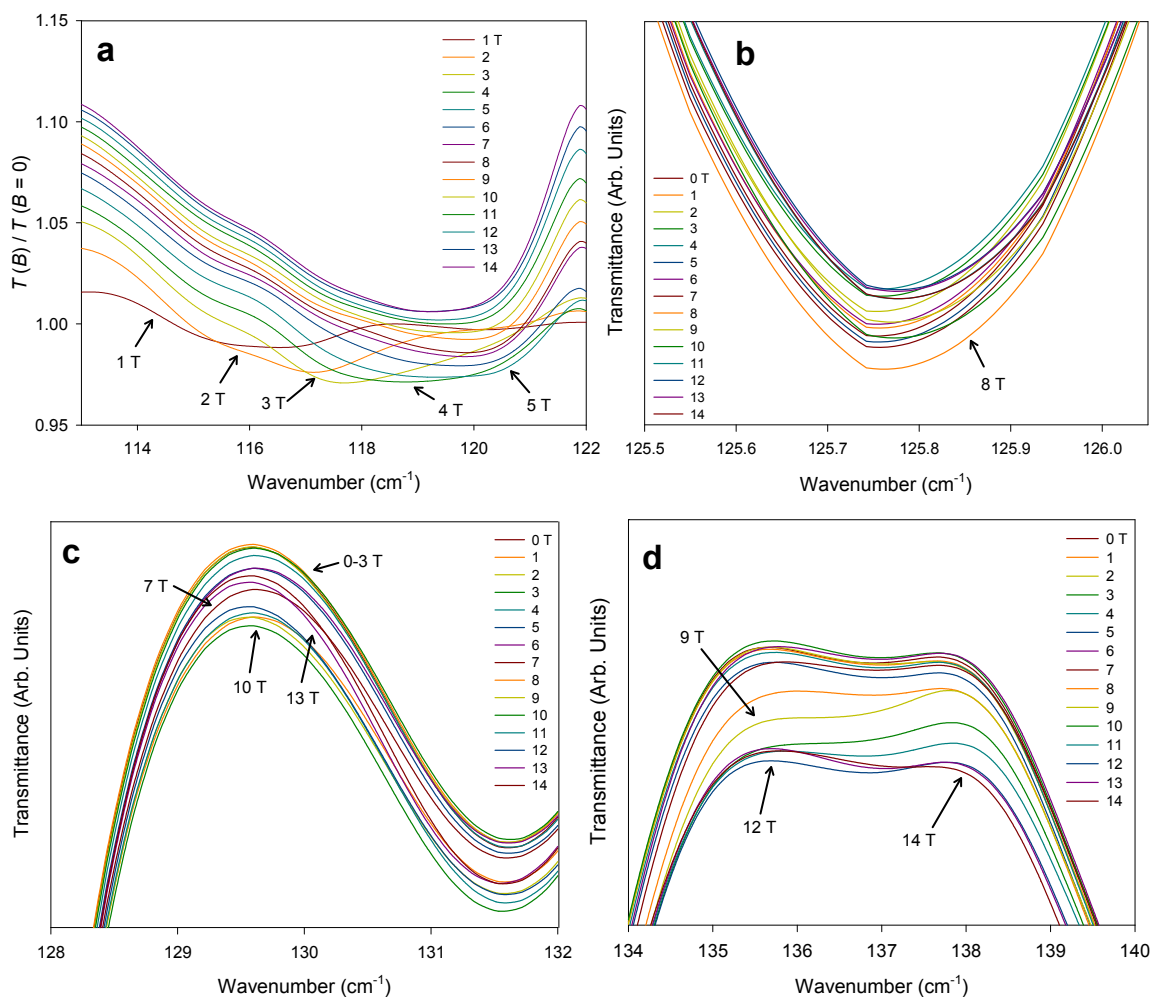 a
1.15
1.10
1.05
1.00
0.95
T (B) / T (B = 0)
1 T
2
3
4
5
6
7
8
9
10
11
12
13
14
1 T
2 T
3 T
4 T
5 T
114 116 118 120 122
Wavenumber (cm-1)
b
Transmittance (Arb. Units)
0 T
1
2
3
4
5
6
7
8
9
10
11
12
13
14
8 T
125.5 125.6 125.7 125.8 125.9 126.0
Wavenumber (cm-1)
c
Transmittance (Arb. Units)
0 T
1
2
3
4
5
6
7
8
9
10
11
12
13
14
0-3 T
7 T
10 T
13 T
128 129 130 131 132
Wavenumber (cm-1)
d
Transmittance (Arb. Units)
0 T
1
2
3
4
5
6
7
8
9
10
11
12
13
14
9 T
12 T
14 T
134 135 136 137 138 139 140
Wavenumber (cm-1)